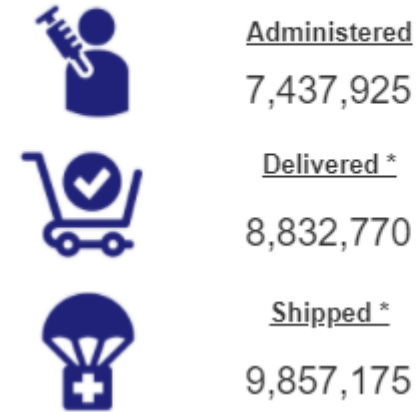 Administered
7,437,925
Delivered *
8,832,770
Shipped *
9,857,175